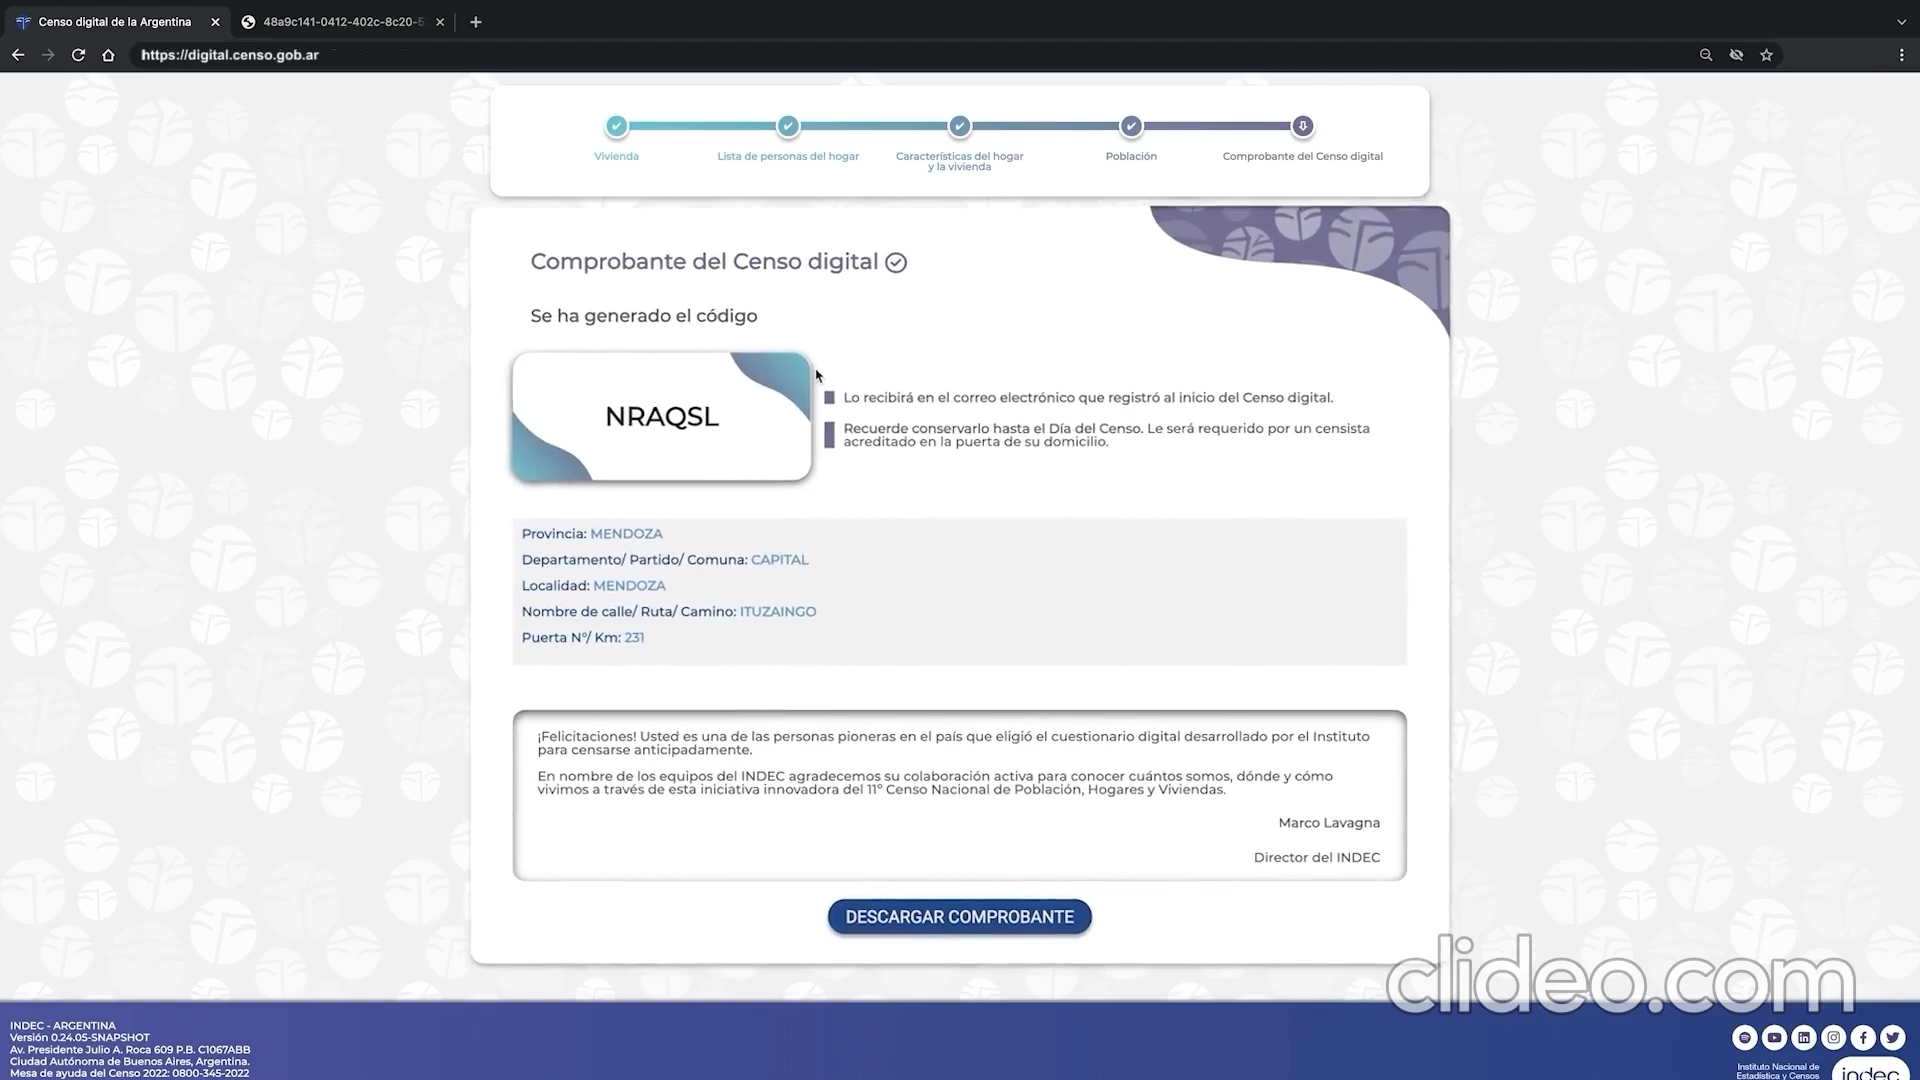 Censo digital de la Argentina
48a9c141-0412-402c-8c20-5
https://digital.censo.gob.ar
Vivienda
Lista de personas del hogar
Características del hogar
y la vivienda
Población
Comprobante del Censo digital
Comprobante del Censo digital
Se ha generado el código
NRAQSL
Lo recibirá en el correo electrónico que registró al inicio del Censo digital.
Recuerde conservarlo hasta el Día del Censo. Le será requerido por un censista
acreditado en la puerta de su domicilio.
Provincia: MENDOZA
Departamento/ Partido/ Comuna: CAPITAL
Localidad: MENDOZA
Nombre de calle/ Ruta/ Camino: ITUZAINGO
Puerta N°/ Km: 231
¡Felicitaciones! Usted es una de las personas pioneras en el país que eligió el cuestionario digital desarrollado por el Instituto
para censarse anticipadamente.
En nombre de los equipos del INDEC agradecemos su colaboración activa para conocer cuántos somos, dónde y cómo
vivimos a través de esta iniciativa innovadora del 11° Censo Nacional de Población, Hogares y Viviendas.
Marco Lavagna
Director del INDEC
DESCARGAR COMPROBANTE
clideo.com
INDEC - ARGENTINA
Versión 0.24.05-SNAPSHOT
Av. Presidente Julio A. Roca 609 P.B. C1067ABB
Ciudad Autónoma de Buenos Aires, Argentina.
Mesa de ayuda del Censo 2022: 0800-345-2022
Instituto Nacional de
Estadística y Censos
indec